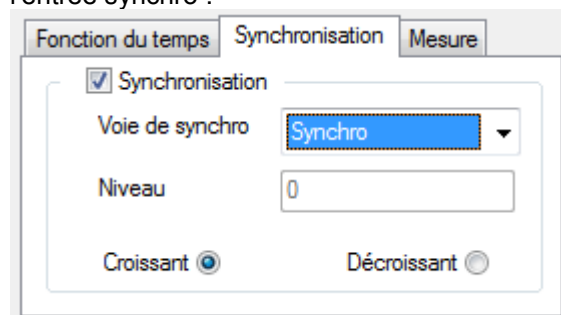 l'entrée synchro :
Fonction du temps Synchronisation Mesure
Synchronisation
Voie de synchro Synchro
Niveau 0
Croissant Décroissant